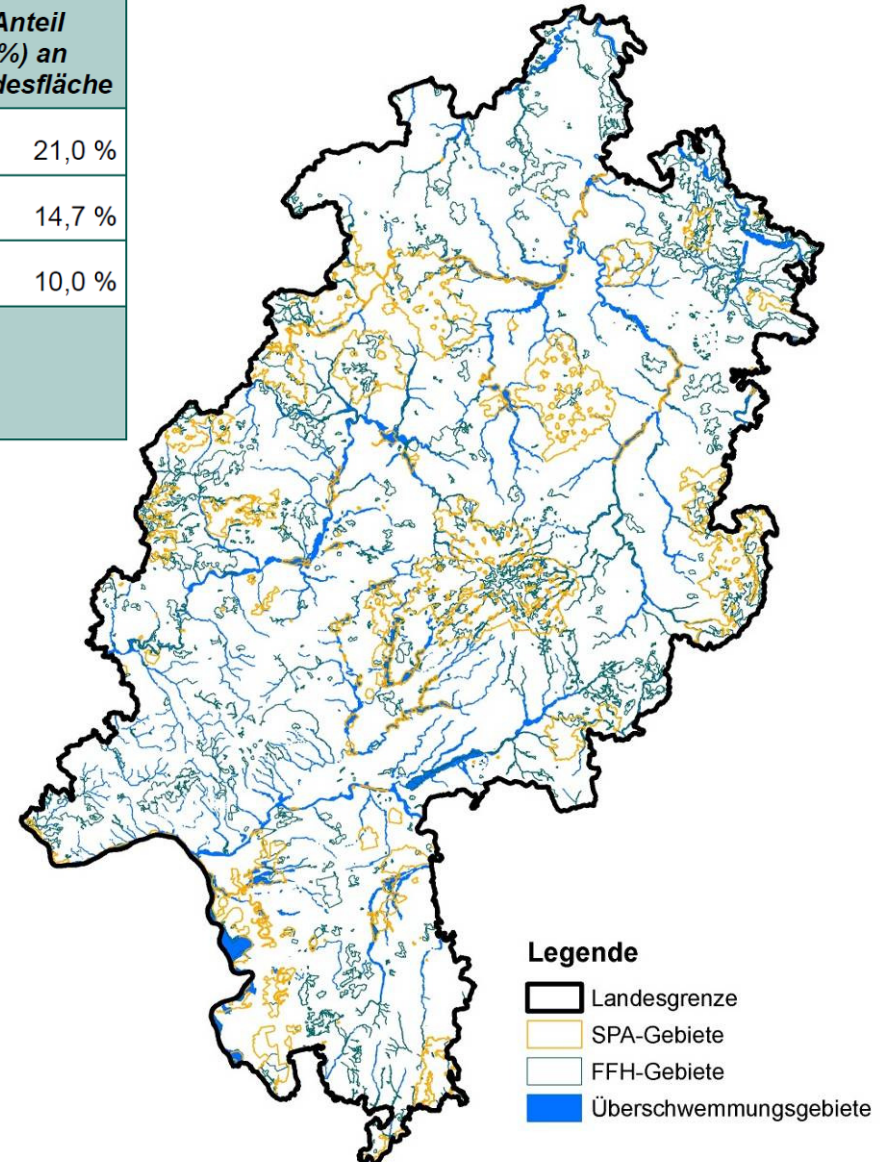 Anteil
%) an
desfläche
21,0 %
14,7 %
10,0 %
Legende
Landesgrenze
SPA-Gebiete
FFH-Gebiete
Überschwemmungsgebiete